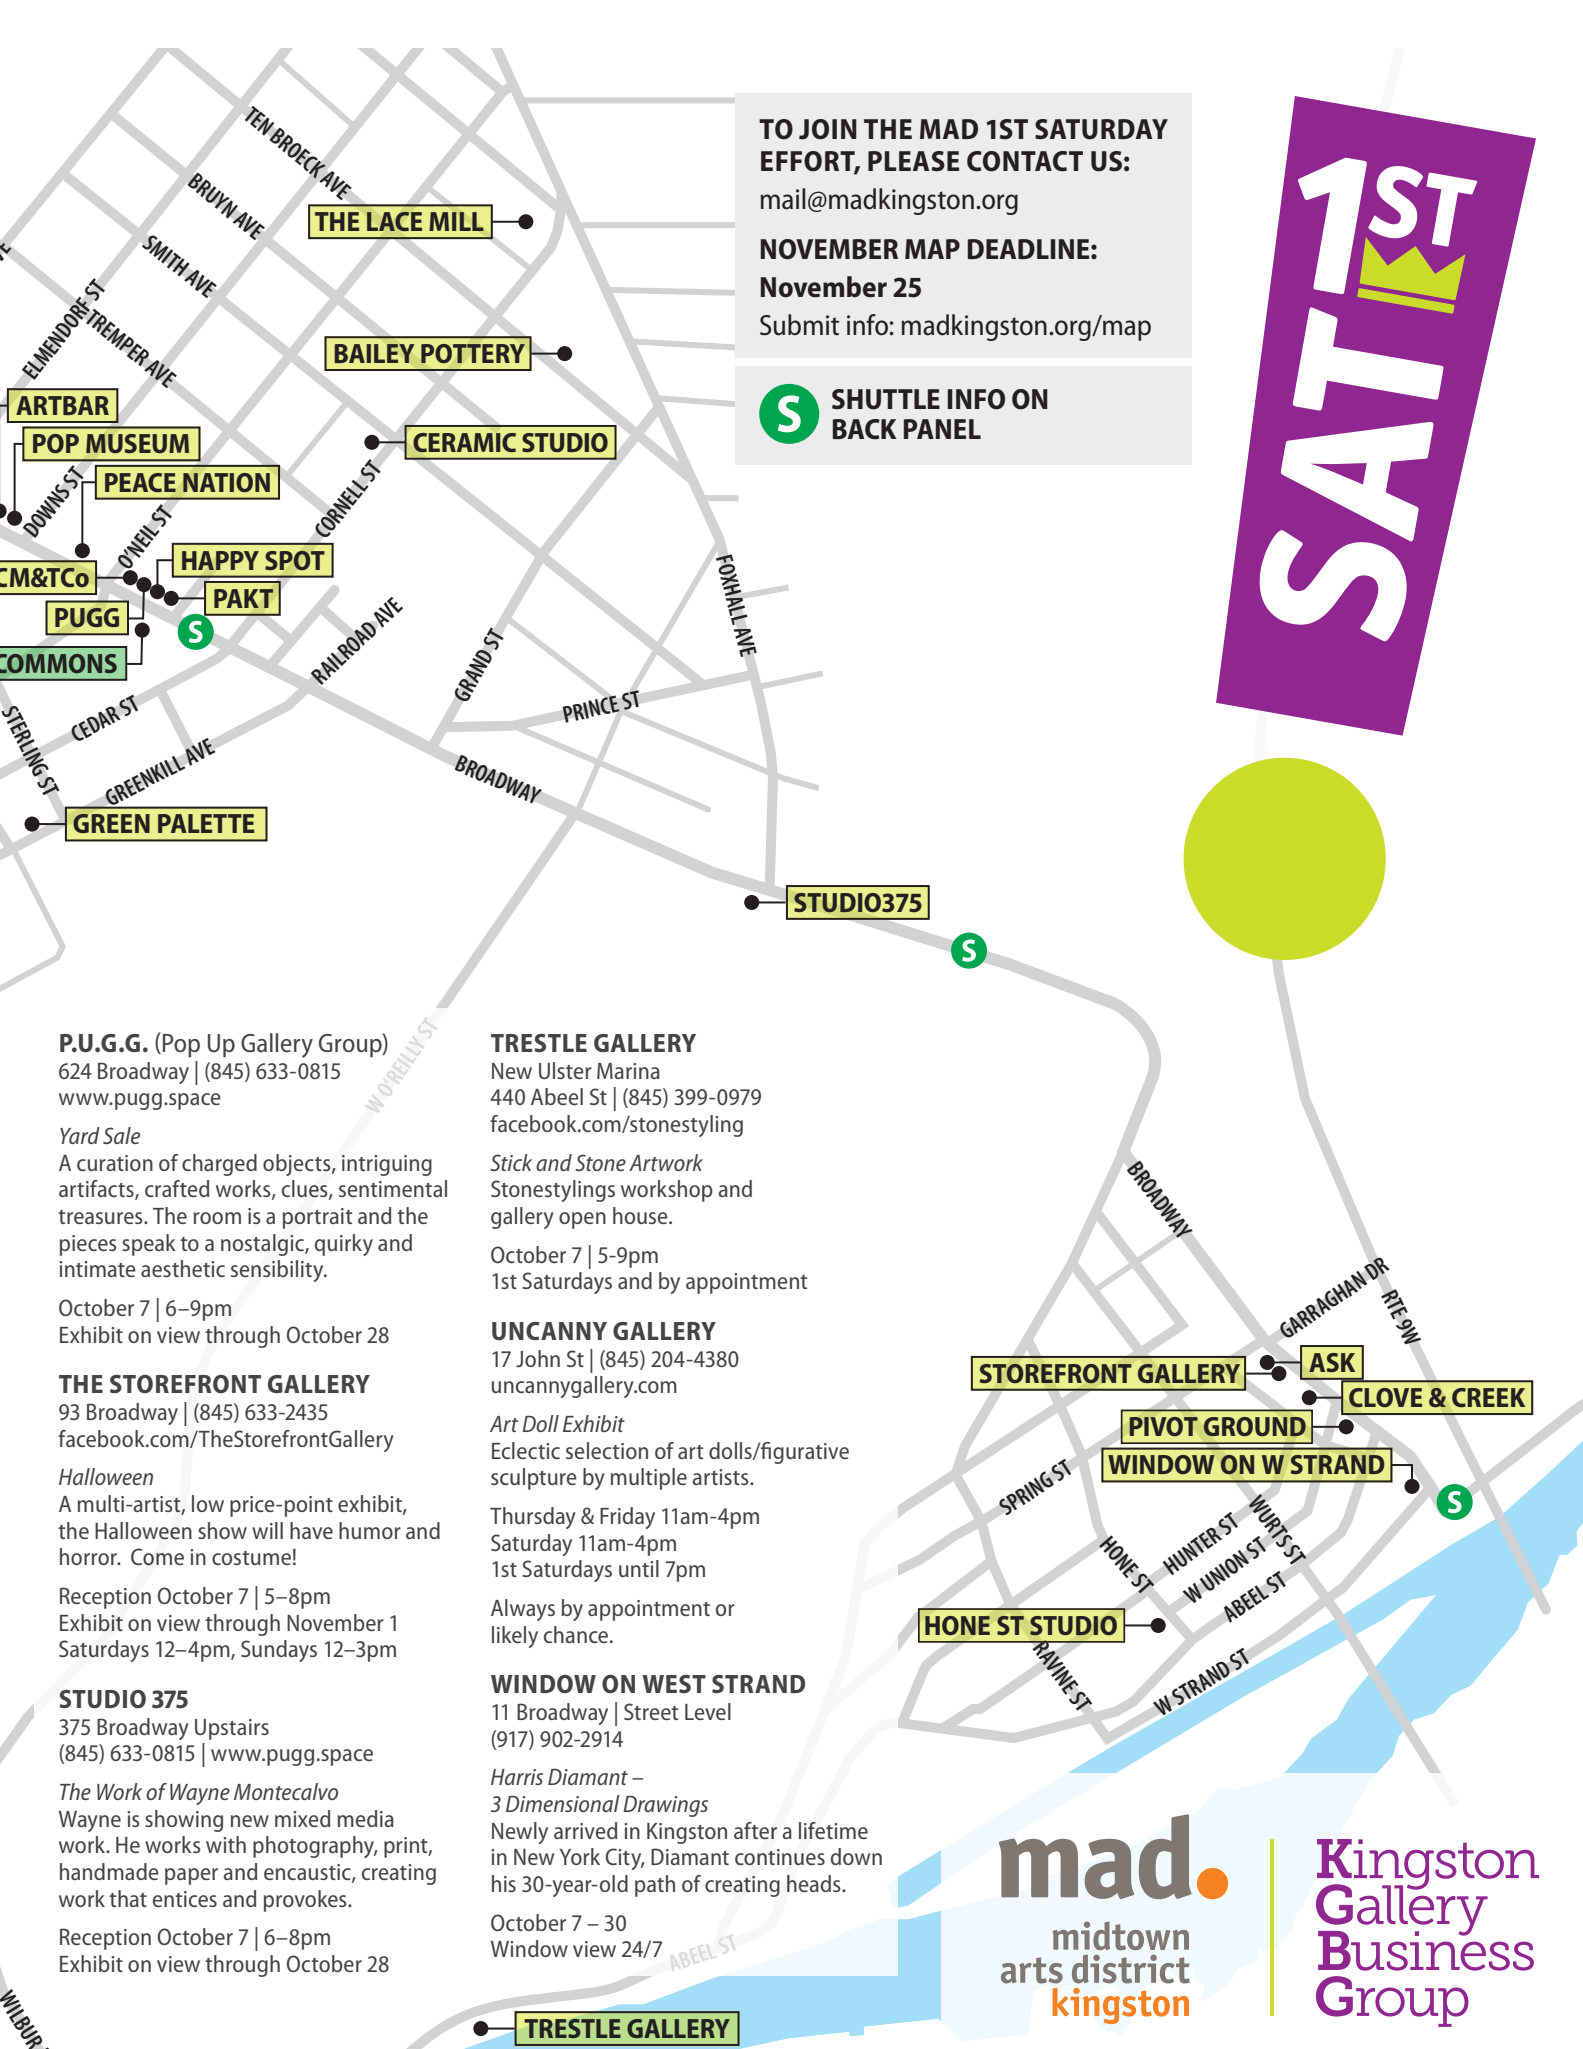 TEN BROECK AVE
BRUYN AVE
THE LACE MILL
SMITH AVE
ELMENDORF ST
TREMPER AVE
BAILEY POTTERY
ARTBAR
POP MUSEUM
CERAMIC STUDIO
PEACE NATION
DOWNS ST
CORNELL ST
O'NEIL ST
HAPPY SPOT
CM&TCo
PAKT
PUGG
S
COMMONS
RAILROAD AVE
GRAND ST
FOXHALL AVE
PRINCE ST
CEDAR ST
STERLING ST
GREENKILL AVE
BROADWAY
GREEN PALETTE
STUDIO375
S
W O'REILLY ST
TO JOIN THE MAD 1ST SATURDAY
EFFORT, PLEASE CONTACT US:
mail@madkingston.org
NOVEMBER MAP DEADLINE:
November 25
Submit info: madkingston.org/map
S
SHUTTLE INFO ON
BACK PANEL
1ST
SAT
P.U.G.G. (Pop Up Gallery Group)
624 Broadway | (845) 633-0815
www.pugg.space
Yard Sale
A curation of charged objects, intriguing
artifacts, crafted works, clues, sentimental
treasures. The room is a portrait and the
pieces speak to a nostalgic, quirky and
intimate aesthetic sensibility.
October 7 | 6–9pm
Exhibit on view through October 28
THE STOREFRONT GALLERY
93 Broadway | (845) 633-2435
facebook.com/TheStorefrontGallery
Halloween
A multi-artist, low price-point exhibit,
the Halloween show will have humor and
horror.  Come in costume!
Reception October 7 | 5–8pm
Exhibit on view through November 1
Saturdays 12–4pm, Sundays 12–3pm
STUDIO 375
375 Broadway Upstairs
(845) 633-0815 | www.pugg.space
The Work of Wayne Montecalvo
Wayne is showing new mixed media
work. He works with photography, print,
handmade paper and encaustic, creating
work that entices and provokes.
Reception October 7 | 6–8pm
Exhibit on view through October 28
TRESTLE GALLERY
New Ulster Marina
440 Abeel St | (845) 399-0979
facebook.com/stonestyling
Stick and Stone Artwork
Stonestylings workshop and
gallery open house.
October 7 | 5-9pm
1st Saturdays and by appointment
UNCANNY GALLERY
17 John St | (845) 204-4380
uncannygallery.com
Art Doll Exhibit
Eclectic selection of art dolls/figurative
sculpture by multiple artists.
Thursday & Friday 11am-4pm
Saturday 11am-4pm
1st Saturdays until 7pm
Always by appointment or
likely chance.
WINDOW ON WEST STRAND
11 Broadway | Street Level
(917) 902-2914
Harris Diamant –
3 Dimensional Drawings
Newly arrived in Kingston after a lifetime
in New York City, Diamant continues down
his 30-year-old path of creating heads.
October 7 – 30
Window view 24/7
ABEEL ST
WILBUR
TRESTLE GALLERY
BROADWAY
GARRAGHAN DR
RTE 9W
STOREFRONT GALLERY
ASK
CLOVE & CREEK
PIVOT GROUND
WINDOW ON W STRAND
S
SPRING ST
HUNTER ST
WURTS ST
HONE ST
W UNION ST
ABEEL ST
HONE ST STUDIO
RAVINE ST
W STRAND ST
mad.
midtown
arts district
kingston
Kingston
Gallery
Business
Group